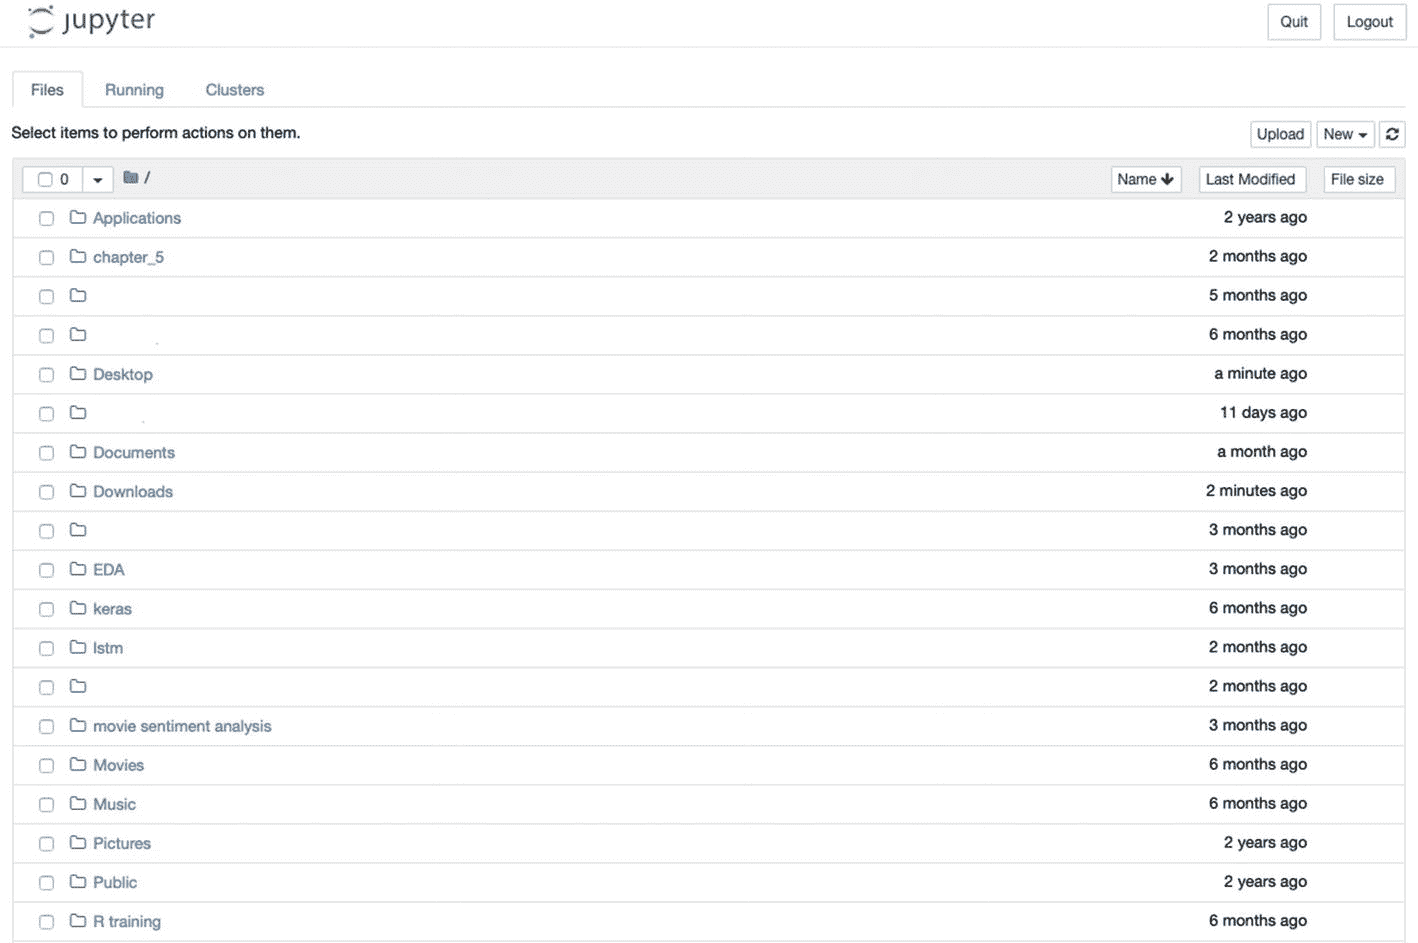 jupyter Quit Logout
Files Running Clusters
Select items to perform actions on them. Upload New
0 / Name Last Modified File size
Applications 2 years ago
chapter_5 2 months ago
5 months ago
6 months ago
Desktop a minute ago
11 days ago
Documents a month ago
Downloads 2 minutes ago
3 months ago
EDA 3 months ago
keras 6 months ago
lstm 2 months ago
2 months ago
movie sentiment analysis 3 months ago
Movies 6 months ago
Music 6 months ago
Pictures 2 years ago
Public 2 years ago
R training 6 months ago